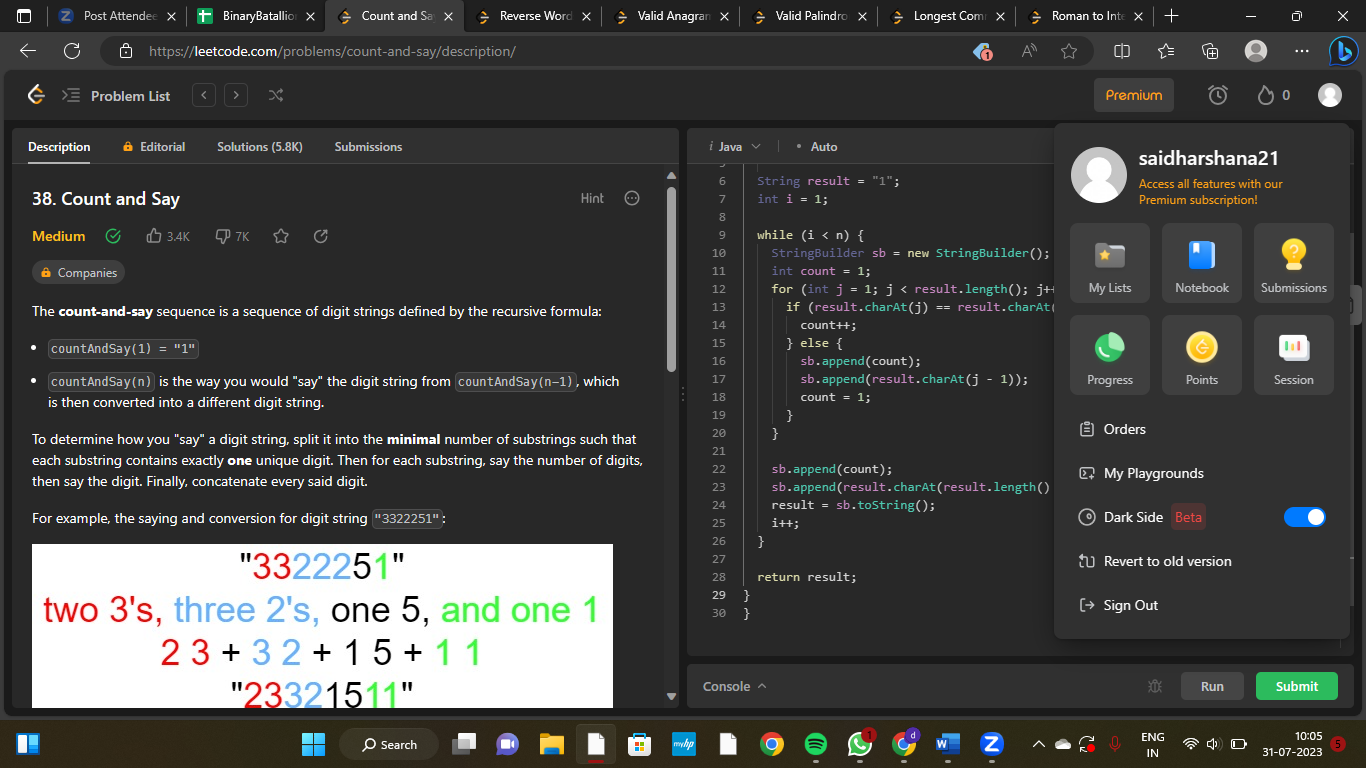 Post Attendee
BinaryBatallion
Count and Say
Reverse Word
Valid Anagram
Valid Palindro
Longest Com
Roman to Inte
https://leetcode.com/problems/count-and-say/description/
1
Problem List
Premium
0
Description
Editorial
Solutions (5.8K)
Submissions
38. Count and Say
Hint
Medium
3.4K
7K
Companies
The count-and-say sequence is a sequence of digit strings defined by the recursive formula:
• countAndSay(1) = "1"
• countAndSay(n) is the way you would "say" the digit string from countAndSay(n-1), which
is then converted into a different digit string.
To determine how you "say" a digit string, split it into the minimal number of substrings such that
each substring contains exactly one unique digit. Then for each substring, say the number of digits,
then say the digit. Finally, concatenate every said digit.
For example, the saying and conversion for digit string "3322251":
"3322251"
two 3's, three 2's, one 5, and one 1
2 3 + 3 2 + 1 5 + 1 1
"23321511"
i Java
• Auto
6 String result = "1";
7 int i = 1;
8
9 while (i < n) {
10 StringBuilder sb = new StringBuilder();
11 int count = 1;
12 for (int j = 1; j < result.length(); j++
13 if (result.charAt(j) == result.charAt(
14 count++;
15 } else {
16 sb.append(count);
17 sb.append(result.charAt(j - 1));
18 count = 1;
19 }
20 }
21
22 sb.append(count);
23 sb.append(result.charAt(result.length()
24 result = sb.toString();
25 i++;
26 }
27
28 return result;
29 }
30 }
saidharshana21
Access all features with our
Premium subscription!
My Lists
Notebook
Submissions
Progress
Points
Session
Orders
My Playgrounds
Dark Side Beta
Revert to old version
Sign Out
Console
Run
Submit
Search
myhp
1
d
ENG
IN
10:05
31-07-2023
5